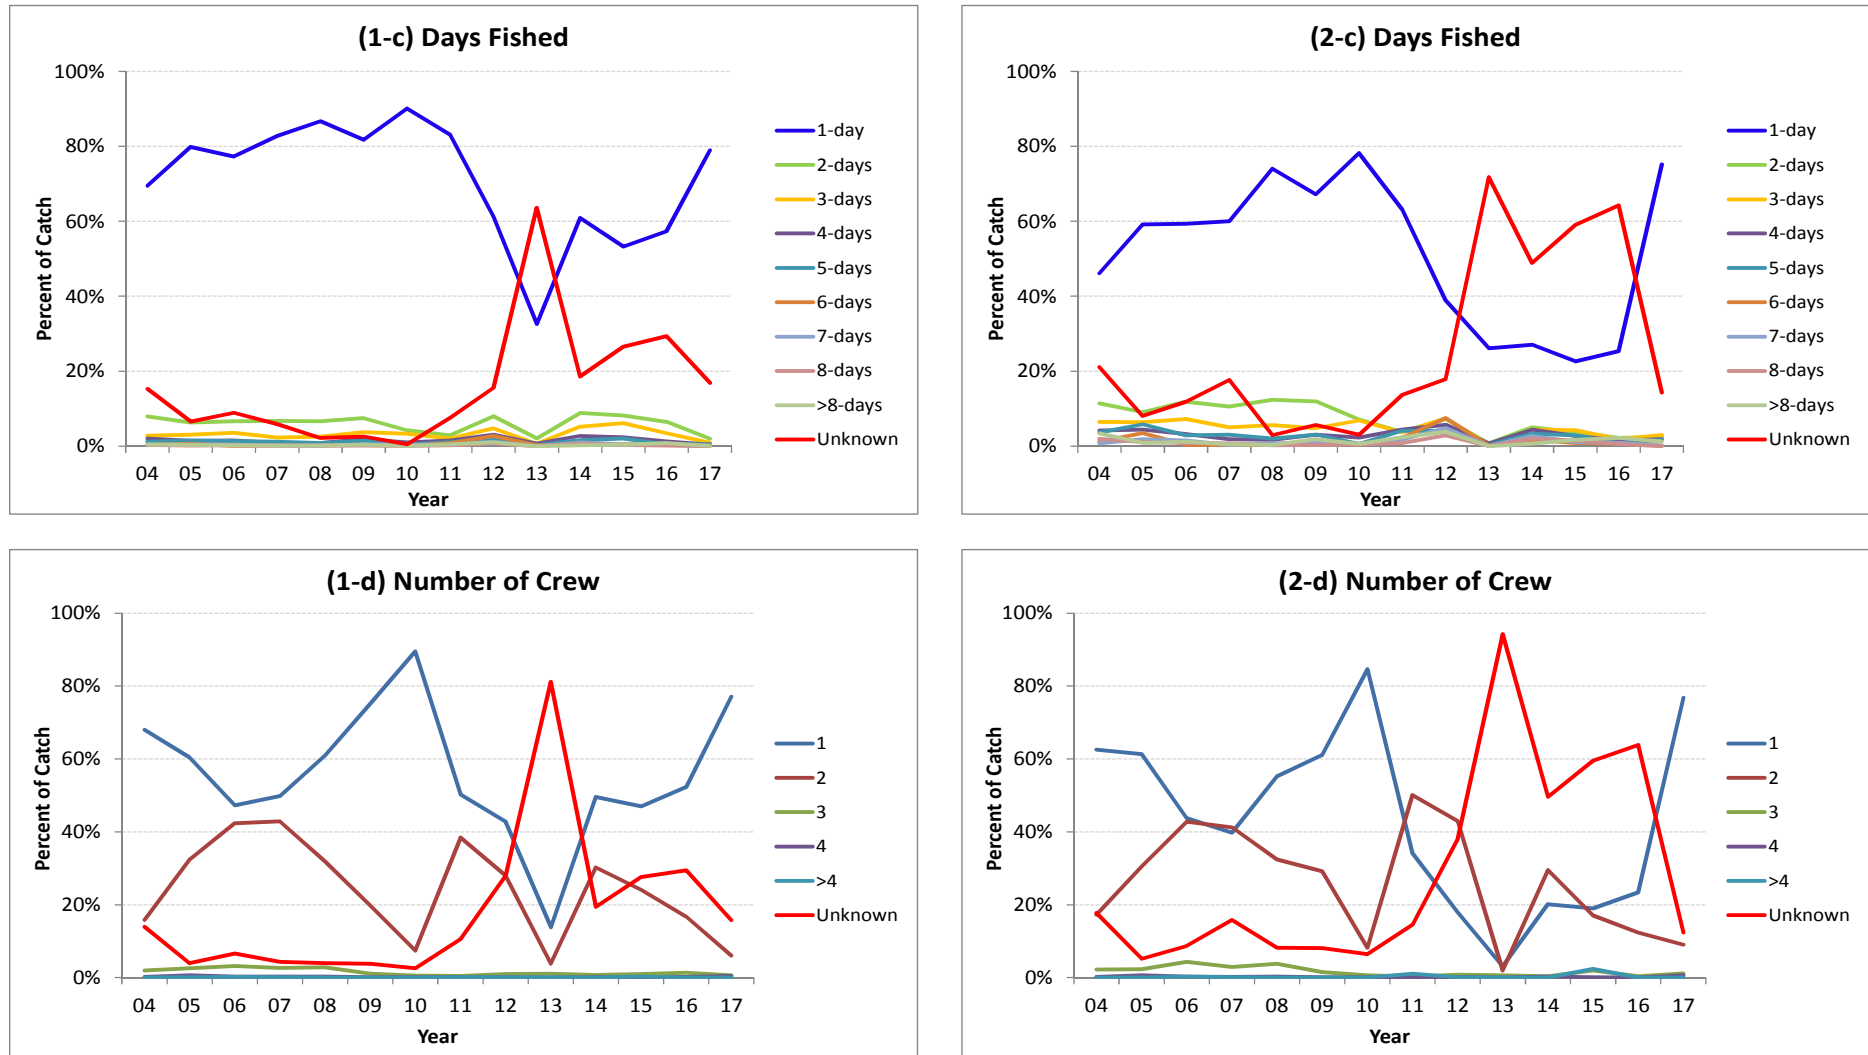 (1-c) Days Fished
100%
80%
60%
40%
20%
0%
Percent of Catch
04 05 06 07 08 09 10 11 12 13 14 15 16 17
Year
1-day
2-days
3-days
4-days
5-days
6-days
7-days
8-days
>8-days
Unknown
(2-c) Days Fished
100%
80%
60%
40%
20%
0%
Percent of Catch
04 05 06 07 08 09 10 11 12 13 14 15 16 17
Year
1-day
2-days
3-days
4-days
5-days
6-days
7-days
8-days
>8-days
Unknown
(1-d) Number of Crew
100%
80%
60%
40%
20%
0%
Percent of Catch
04 05 06 07 08 09 10 11 12 13 14 15 16 17
Year
1
2
3
4
>4
Unknown
(2-d) Number of Crew
100%
80%
60%
40%
20%
0%
Percent of Catch
04 05 06 07 08 09 10 11 12 13 14 15 16 17
Year
1
2
3
4
>4
Unknown